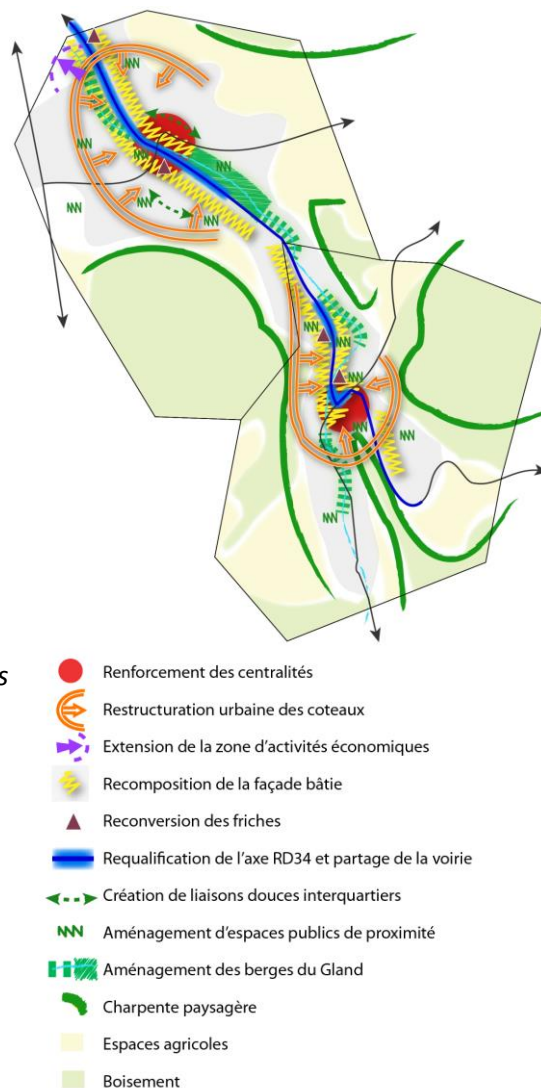 s
Renforcement des centralités
Restructuration urbaine des coteaux
Extension de la zone d'activités économiques
Recomposition de la façade bâtie
Reconversion des friches
Requalification de l'axe RD34 et partage de la voirie
Création de liaisons douces interquartiers
Aménagement d'espaces publics de proximité
Aménagement des berges du Gland
Charpente paysagère
Espaces agricoles
Boisement